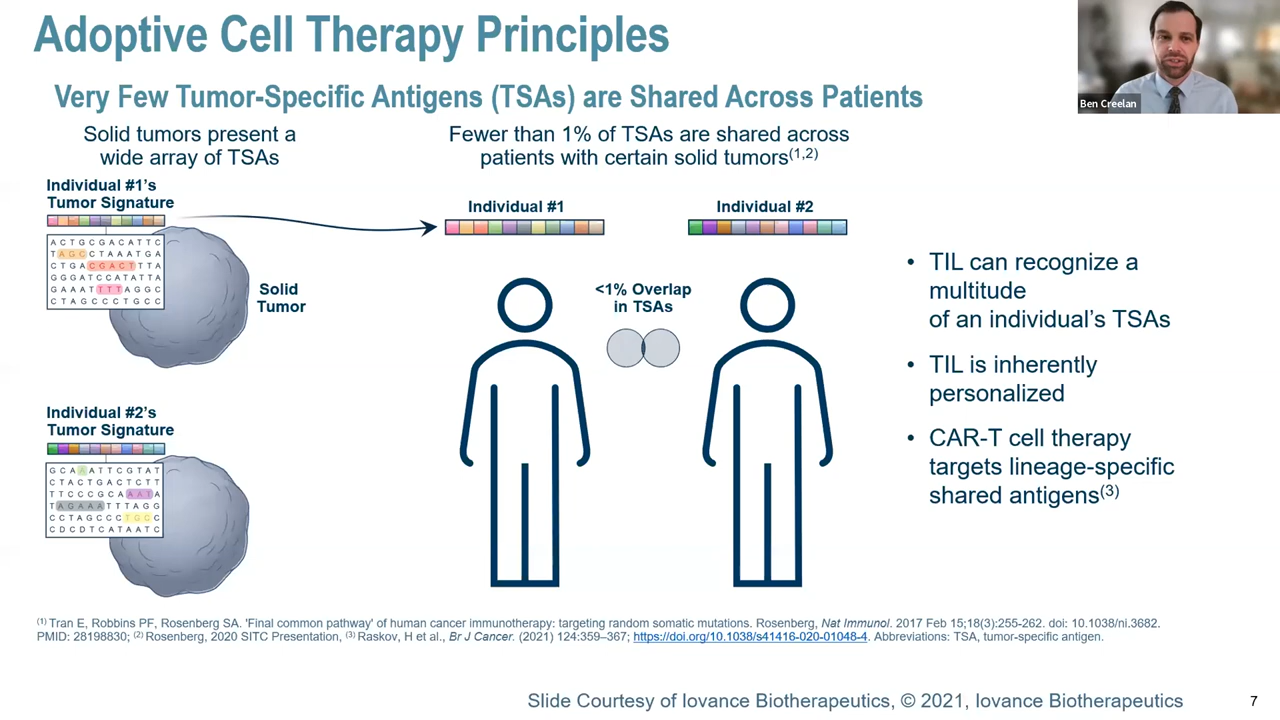 Adoptive Cell Therapy Principles
Ben Creelan
Very Few Tumor-Specific Antigens (TSAs) are Shared Across Patients
Solid tumors present a
wide array of TSAs
Fewer than 1% of TSAs are shared across
patients with certain solid tumors(1,2)
Individual #1's
Tumor Signature
A C T G C G A C A T T C
T A G C C T A A A T G A
C T G A C G A C T T T A
G G G A T C C A T A T T A
G A A A T T T T A G G C
C T A G C C C T G C C
Solid
Tumor
Individual #2's
Tumor Signature
G C A A A T T C G T A T
C T A C T G A C T C T T
T T C C C G C A A A T A
T A G A A A T T T A G G
C C T A G C C C T G C C
C D C D T C A T A A T C
Individual #1
Individual #2
<1% Overlap
in TSAs
• TIL can recognize a
multitude
of an individual's TSAs
• TIL is inherently
personalized
• CAR-T cell therapy
targets lineage-specific
shared antigens(3)
(1) Tran E, Robbins PF, Rosenberg SA. 'Final common pathway' of human cancer immunotherapy: targeting random somatic mutations. Rosenberg, Nat Immunol. 2017 Feb 15;18(3):255-262. doi: 10.1038/ni.3682.
PMID: 28198830; (2) Rosenberg, 2020 SITC Presentation, (3) Raskov, H et al., Br J Cancer. (2021) 124:359–367; https://doi.org/10.1038/s41416-020-01048-4. Abbreviations: TSA, tumor-specific antigen.
Slide Courtesy of Iovance Biotherapeutics, © 2021, Iovance Biotherapeutics
7